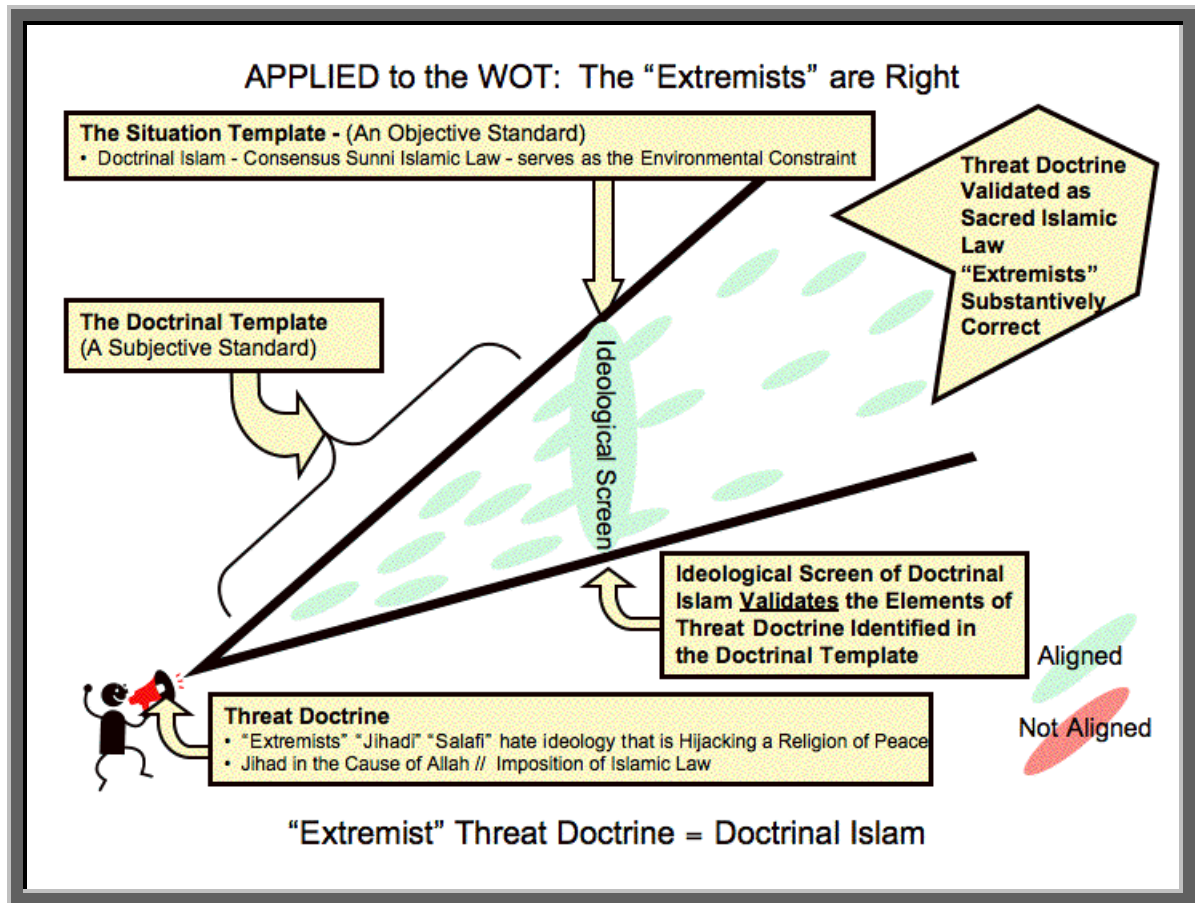 APPLIED to the WOT:  The “Extremists” are Right
The Situation Template - (An Objective Standard)
• Doctrinal Islam - Consensus Sunni Islamic Law - serves as the Environmental Constraint
Threat Doctrine
Validated as
Sacred Islamic
Law
“Extremists”
Substantively
Correct
The Doctrinal Template
(A Subjective Standard)
Ideological Screen
Ideological Screen of Doctrinal
Islam Validates the Elements of
Threat Doctrine Identified in
the Doctrinal Template
Aligned
Not Aligned
Threat Doctrine
• “Extremists” “Jihadi” “Salafi” hate ideology that is Hijacking a Religion of Peace
• Jihad in the Cause of Allah // Imposition of Islamic Law
“Extremist” Threat Doctrine = Doctrinal Islam